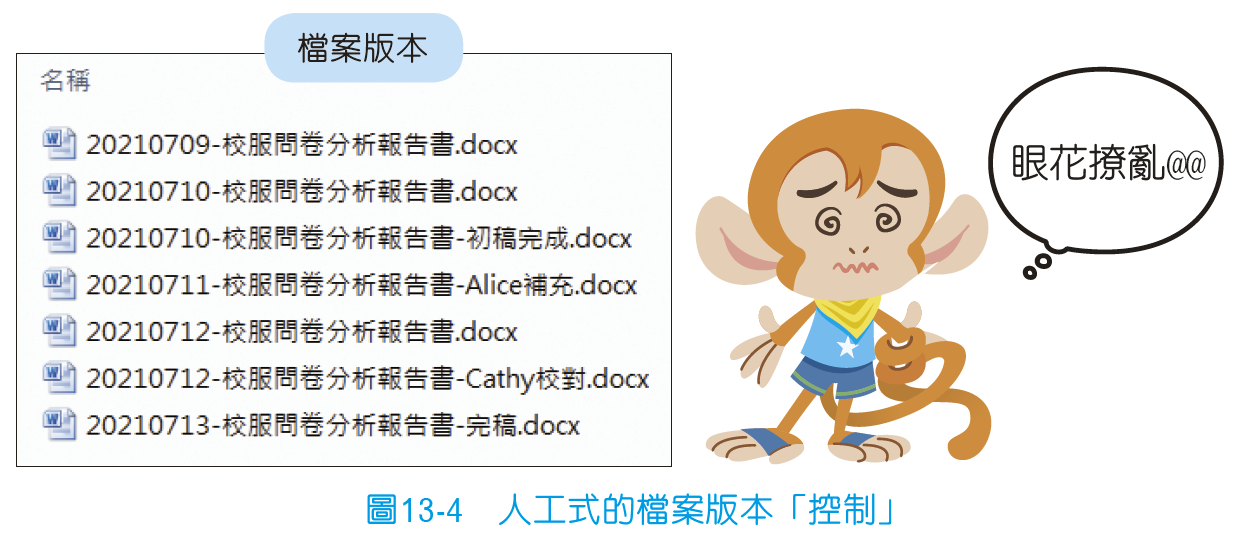 檔案版本
名稱
20210709-校服問卷分析報告書.docx
20210710-校服問卷分析報告書.docx
20210710-校服問卷分析報告書-初稿完成.docx
20210711-校服問卷分析報告書-Alice補充.docx
20210712-校服問卷分析報告書.docx
20210712-校服問卷分析報告書-Cathy校對.docx
20210713-校服問卷分析報告書-完稿.docx
眼花撩亂@@
圖13-4 人工式的檔案版本「控制」